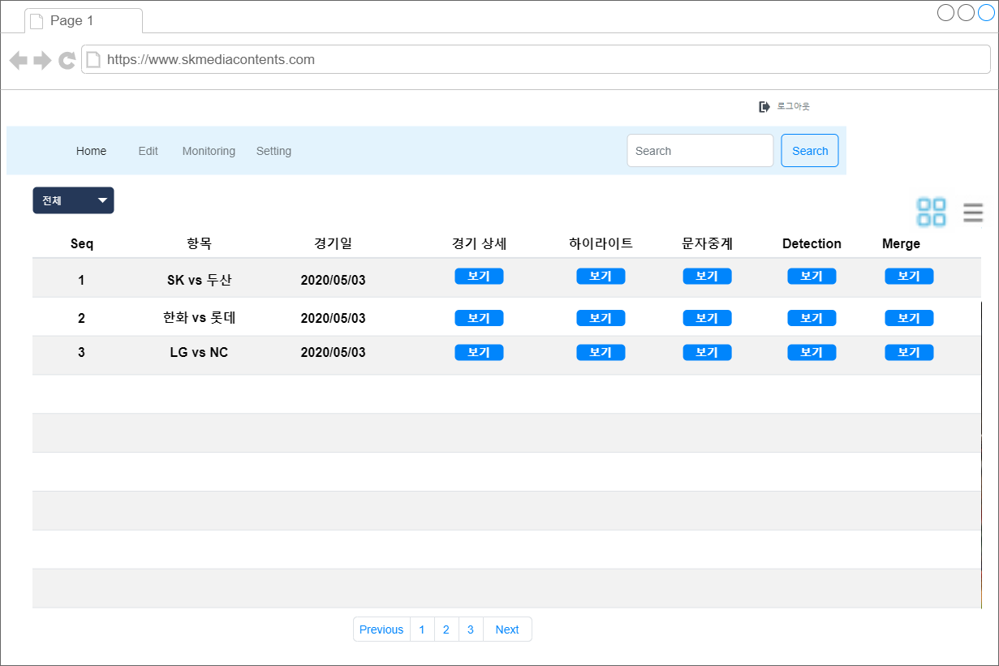 Page 1
https://www.skmediacontents.com
로그아웃
Home Edit Monitoring Setting Search Search
전체
Seq 항목 경기일 경기 상세 하이라이트 문자중계 Detection Merge
1 SK vs 두산 2020/05/03 보기 보기 보기 보기 보기
2 한화 vs 롯데 2020/05/03 보기 보기 보기 보기 보기
3 LG vs NC 2020/05/03 보기 보기 보기 보기 보기
Previous 1 2 3 Next